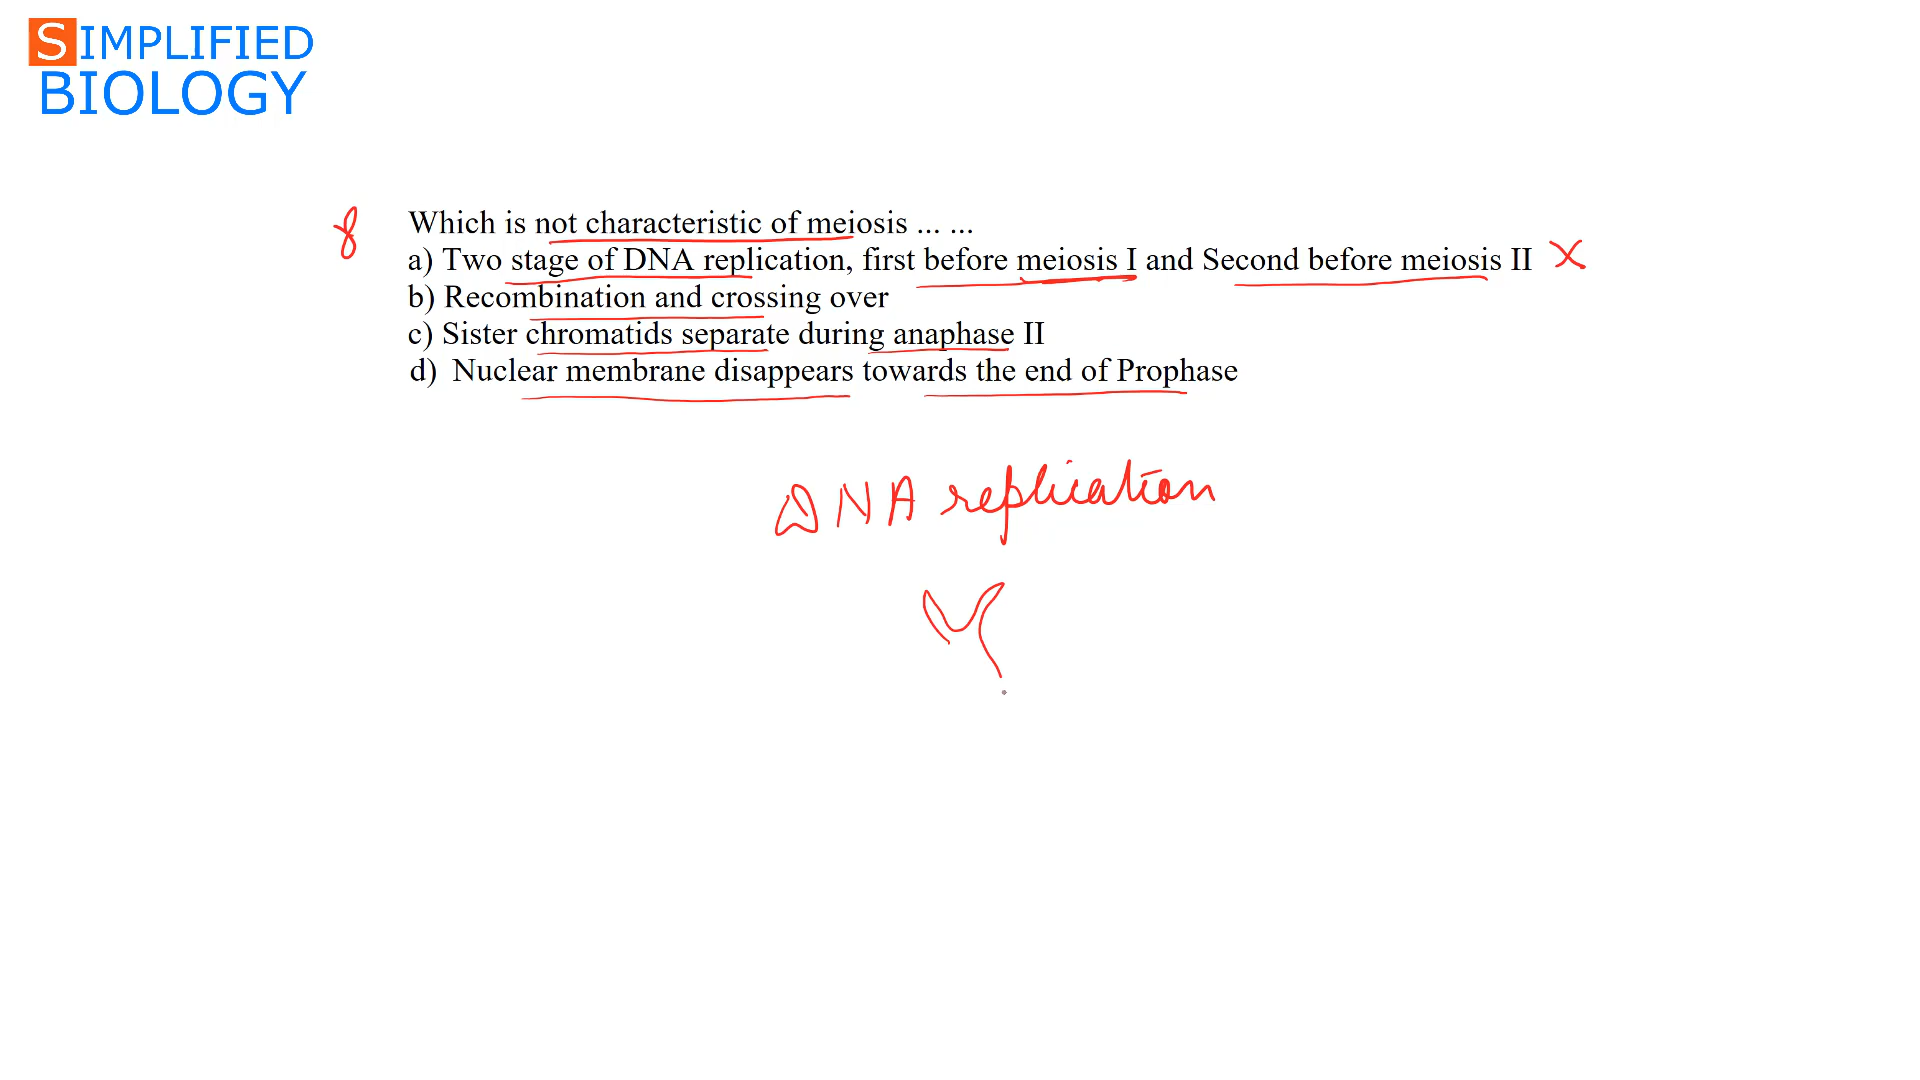 SIMPLIFIED
BIOLOGY
8
Which is not characteristic of meiosis ... ...
a) Two stage of DNA replication, first before meiosis I and Second before meiosis II X
b) Recombination and crossing over
c) Sister chromatids separate during anaphase II
d) Nuclear membrane disappears towards the end of Prophase
DNA replication